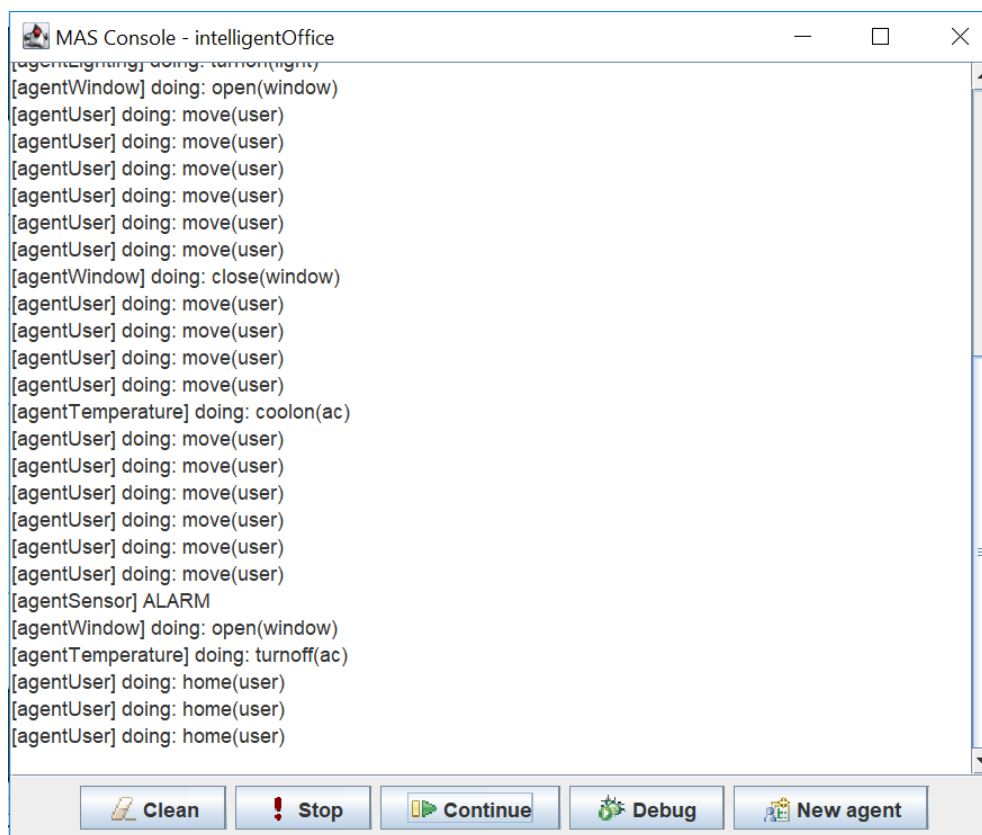 MAS Console - intelligentOffice
[agentLighting] doing: turnon(light)
[agentWindow] doing: open(window)
[agentUser] doing: move(user)
[agentUser] doing: move(user)
[agentUser] doing: move(user)
[agentUser] doing: move(user)
[agentUser] doing: move(user)
[agentUser] doing: move(user)
[agentWindow] doing: close(window)
[agentUser] doing: move(user)
[agentUser] doing: move(user)
[agentUser] doing: move(user)
[agentUser] doing: move(user)
[agentTemperature] doing: coolon(ac)
[agentUser] doing: move(user)
[agentUser] doing: move(user)
[agentUser] doing: move(user)
[agentUser] doing: move(user)
[agentUser] doing: move(user)
[agentUser] doing: move(user)
[agentSensor] ALARM
[agentWindow] doing: open(window)
[agentTemperature] doing: turnoff(ac)
[agentUser] doing: home(user)
[agentUser] doing: home(user)
[agentUser] doing: home(user)
Clean Stop Continue Debug New agent